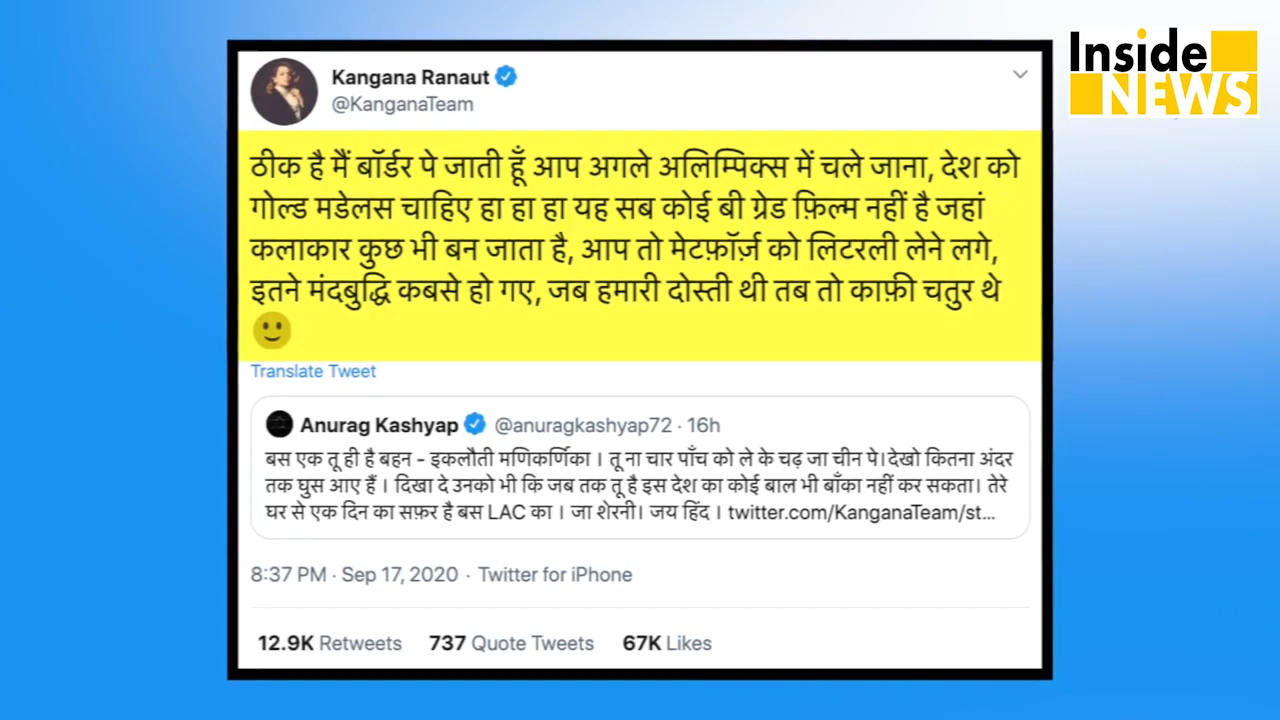 Inside
NEWS
Kangana Ranaut
@KanganaTeam
ठीक है मैं बॉर्डर पे जाती हूँ आप अगले अलिम्पिक्स में चले जाना, देश को
गोल्ड मडेलस चाहिए हा हा हा यह सब कोई बी ग्रेड फ़िल्म नहीं है जहां
कलाकार कुछ भी बन जाता है, आप तो मेटफ़ॉर्ज़ को लिटरली लेने लगे,
इतने मंदबुद्धि कबसे हो गए, जब हमारी दोस्ती थी तब तो काफ़ी चतुर थे
🙂
Translate Tweet
Anurag Kashyap @anuragkashyap72 · 16h
बस एक तू ही है बहन - इकलौती मणिकर्णिका । तू ना चार पाँच को ले के चढ़ जा चीन पे।देखो कितना अंदर
तक घुस आए हैं । दिखा दे उनको भी कि जब तक तू है इस देश का कोई बाल भी बाँका नहीं कर सकता। तेरे
घर से एक दिन का सफ़र है बस LAC का । जा शेरनी। जय हिंद । twitter.com/KanganaTeam/st...
8:37 PM · Sep 17, 2020 · Twitter for iPhone
12.9K Retweets 737 Quote Tweets 67K Likes